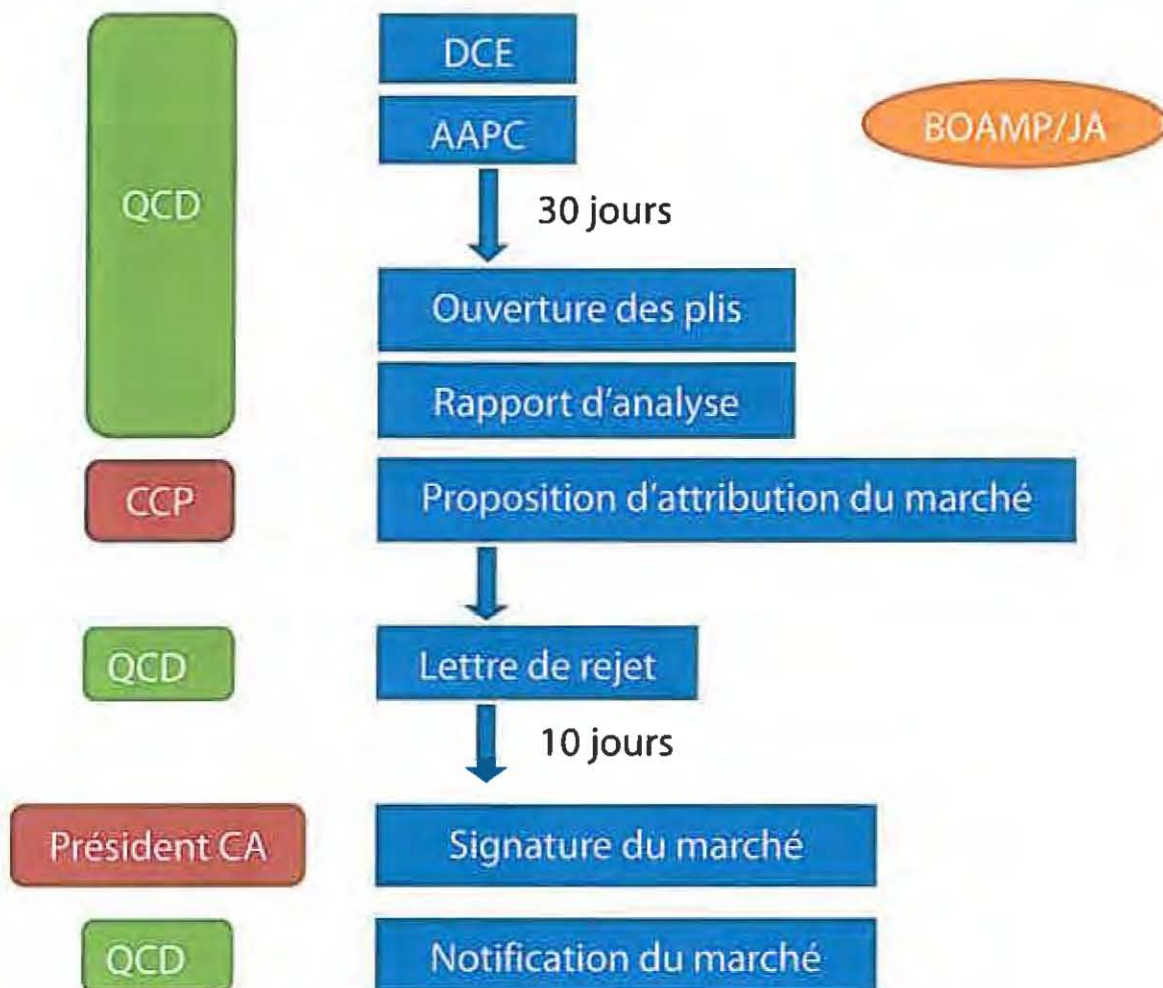 DCE
BOAMP/JA
AAPC
QCD
30 jours
Ouverture des plis
Rapport d'analyse
CCP
Proposition d'attribution du marché
QCD
Lettre de rejet
10 jours
Président CA
Signature du marché
QCD
Notification du marché